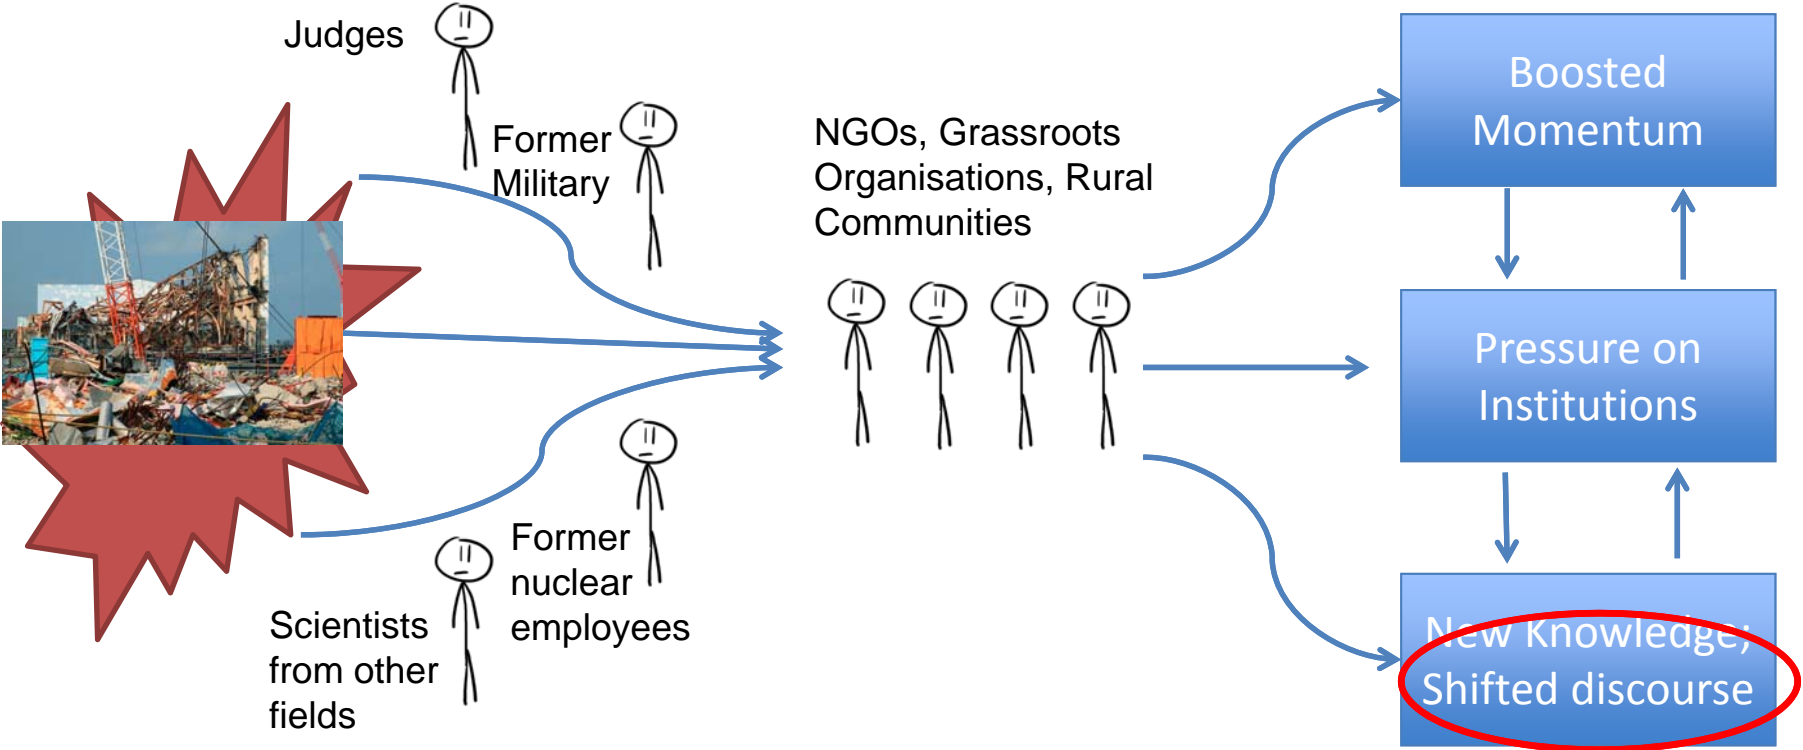 Judges
Former
Military
Scientists
from other
fields
Former
nuclear
employees
NGOs, Grassroots
Organisations, Rural
Communities
Boosted
Momentum
Pressure on
Institutions
New Knowledge;
Shifted discourse